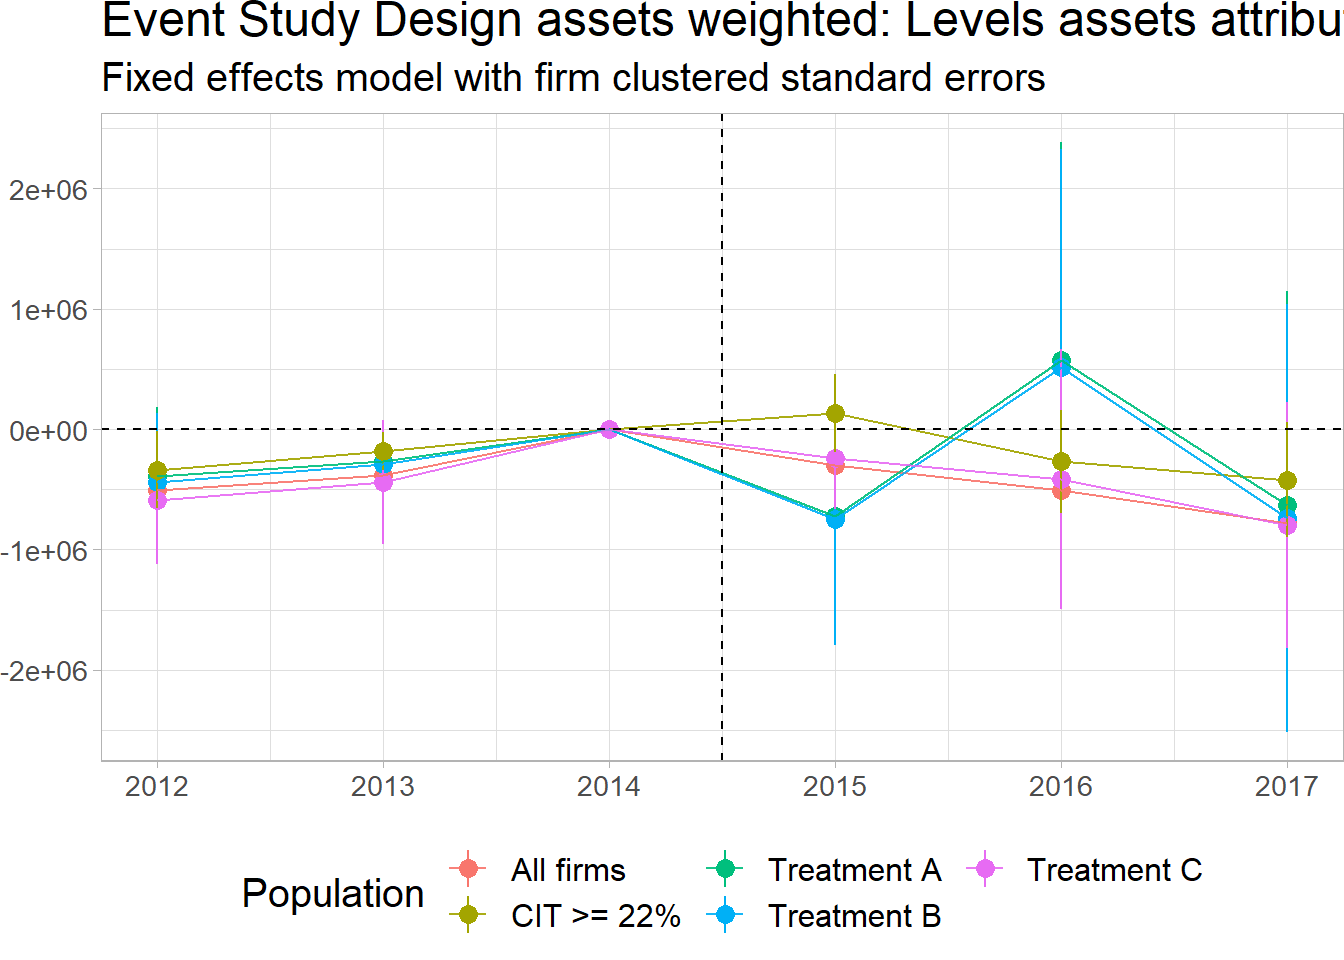 Event Study Design assets weighted: Levels assets
Fixed effects model with firm clustered standard errors
2e+06
1e+06
0e+00
-1e+06
-2e+06
2012 2013 2014 2015 2016 2017
Population
All firms Treatment A Treatment C
CIT >= 22% Treatment B